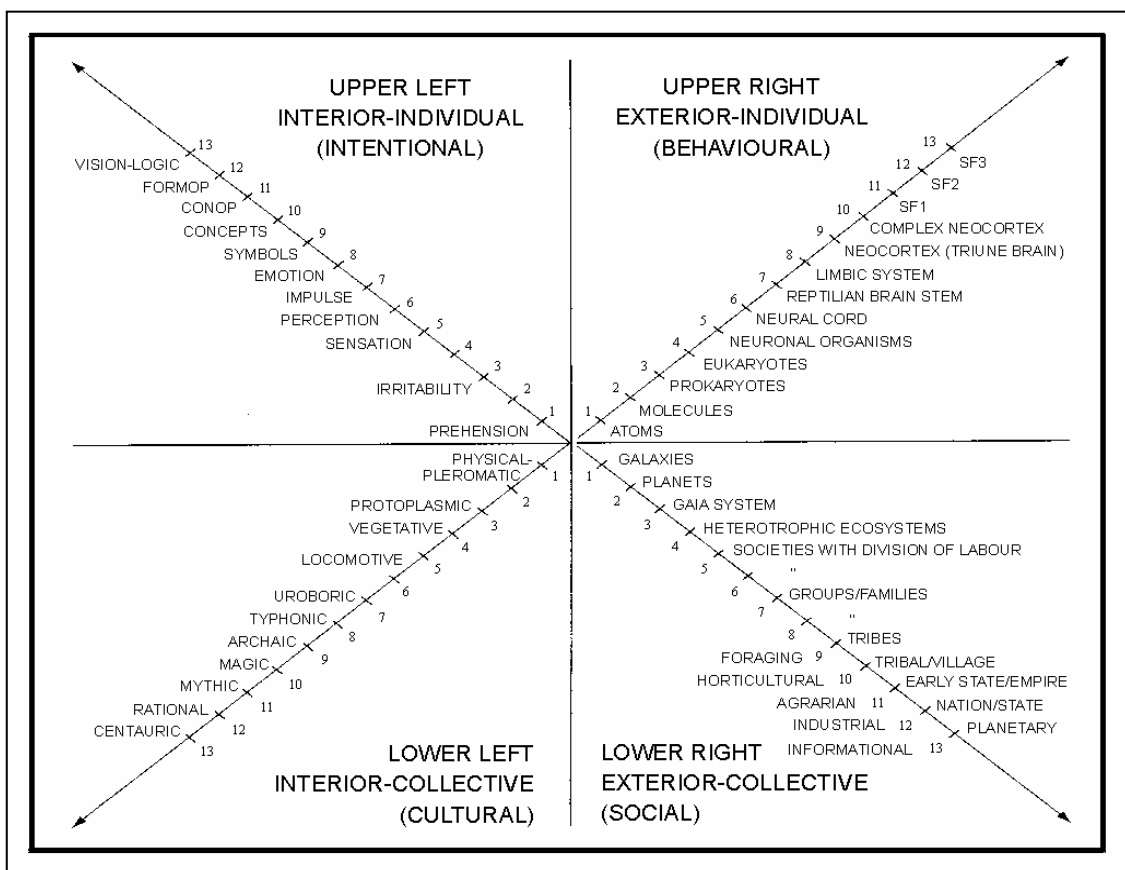 UPPER LEFT
INTERIOR-INDIVIDUAL
(INTENTIONAL)
13
VISION-LOGIC
12
FORMOP
11
CONOP
10
CONCEPTS
9
SYMBOLS
8
EMOTION
7
IMPULSE
6
PERCEPTION
5
SENSATION
4
3
IRRITABILITY
2
1
PREHENSION
UPPER RIGHT
EXTERIOR-INDIVIDUAL
(BEHAVIOURAL)
13
SF3
12
SF2
11
SF1
10
COMPLEX NEOCORTEX
9
NEOCORTEX (TRIUNE BRAIN)
8
LIMBIC SYSTEM
7
REPTILIAN BRAIN STEM
6
NEURAL CORD
5
NEURONAL ORGANISMS
4
EUKARYOTES
3
PROKARYOTES
2
MOLECULES
1
ATOMS
PHYSICAL-
PLEROMATIC
1
2
PROTOPLASMIC
3
VEGETATIVE
4
LOCOMOTIVE
5
6
UROBORIC
7
TYPHONIC
8
ARCHAIC
9
MAGIC
10
MYTHIC
11
RATIONAL
12
CENTAURIC
13
LOWER LEFT
INTERIOR-COLLECTIVE
(CULTURAL)
GALAXIES
1
PLANETS
2
GAIA SYSTEM
3
HETEROTROPHIC ECOSYSTEMS
4
SOCIETIES WITH DIVISION OF LABOUR
5
"
6
GROUPS/FAMILIES
7
"
8
TRIBES
FORAGING 9
TRIBAL/VILLAGE
HORTICULTURAL 10
EARLY STATE/EMPIRE
AGRARIAN 11
NATION/STATE
INDUSTRIAL 12
PLANETARY
INFORMATIONAL 13
LOWER RIGHT
EXTERIOR-COLLECTIVE
(SOCIAL)